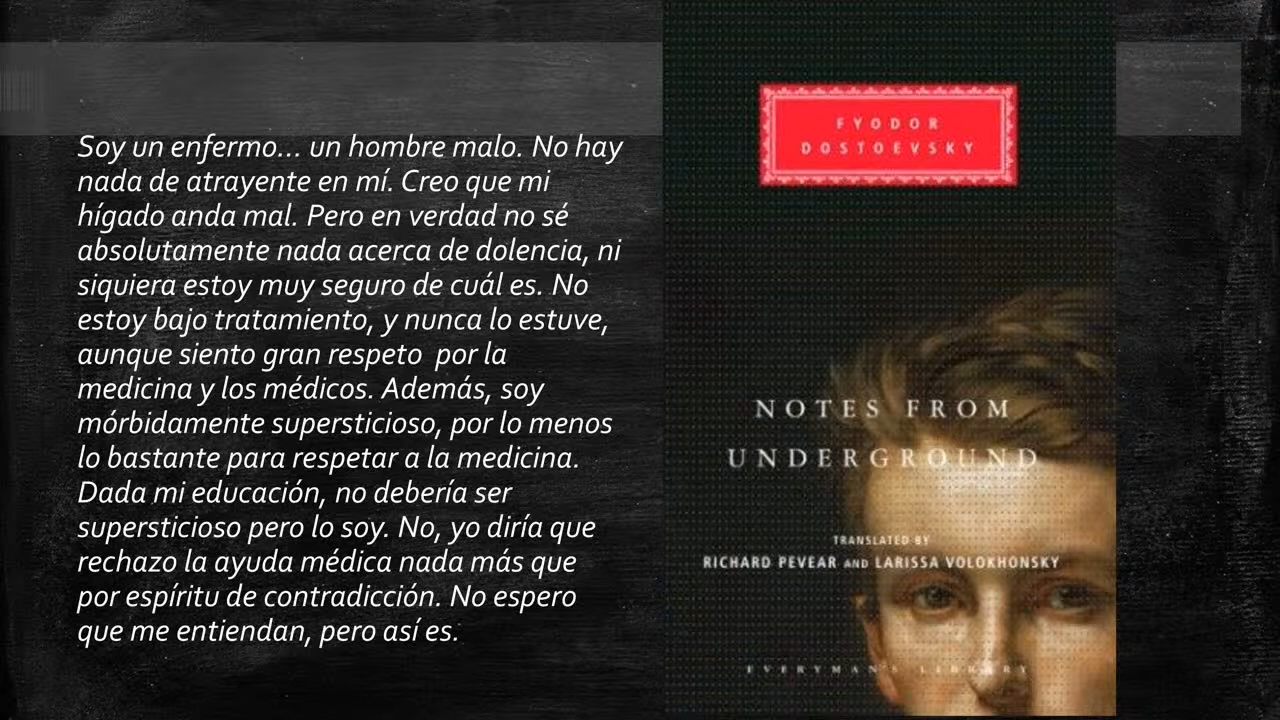 Soy un enfermo... un hombre malo. No hay
nada de atrayente en mí. Creo que mi
hígado anda mal. Pero en verdad no sé
absolutamente nada acerca de dolencia, ni
siquiera estoy muy seguro de cuál es. No
estoy bajo tratamiento, y nunca lo estuve,
aunque siento gran respeto  por la
medicina y los médicos. Además, soy
mórbidamente supersticioso, por lo menos
lo bastante para respetar a la medicina.
Dada mi educación, no debería ser
supersticioso pero lo soy. No, yo diría que
rechazo la ayuda médica nada más que
por espíritu de contradicción. No espero
que me entiendan, pero así es.
FYODOR
DOSTOEVSKY
NOTES FROM
UNDERGROUND
TRANSLATED BY
RICHARD PEVEAR AND LARISSA VOLOKHONSKY
EVERYMAN'S LIBRARY